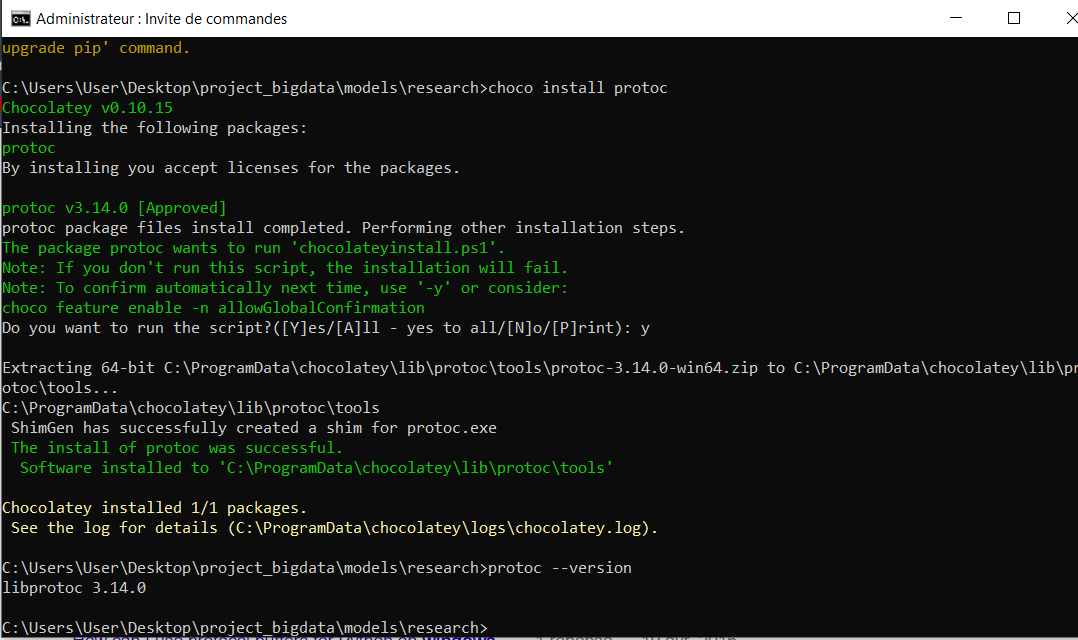 Administrateur : Invite de commandes
upgrade pip' command.
C:\Users\User\Desktop\project_bigdata\models\research>choco install protoc
Chocolatey v0.10.15
Installing the following packages:
protoc
By installing you accept licenses for the packages.
protoc v3.14.0 [Approved]
protoc package files install completed. Performing other installation steps.
The package protoc wants to run 'chocolateyinstall.ps1'.
Note: If you don't run this script, the installation will fail.
Note: To confirm automatically next time, use '-y' or consider:
choco feature enable -n allowGlobalConfirmation
Do you want to run the script?([Y]es/[A]ll - yes to all/[N]o/[P]rint): y
Extracting 64-bit C:\ProgramData\chocolatey\lib\protoc\tools\protoc-3.14.0-win64.zip to C:\ProgramData\chocolatey\lib\pr
otoc\tools...
C:\ProgramData\chocolatey\lib\protoc\tools
ShimGen has successfully created a shim for protoc.exe
The install of protoc was successful.
Software installed to 'C:\ProgramData\chocolatey\lib\protoc\tools'
Chocolatey installed 1/1 packages.
See the log for details (C:\ProgramData\chocolatey\logs\chocolatey.log).
C:\Users\User\Desktop\project_bigdata\models\research>protoc --version
libprotoc 3.14.0
C:\Users\User\Desktop\project_bigdata\models\research>